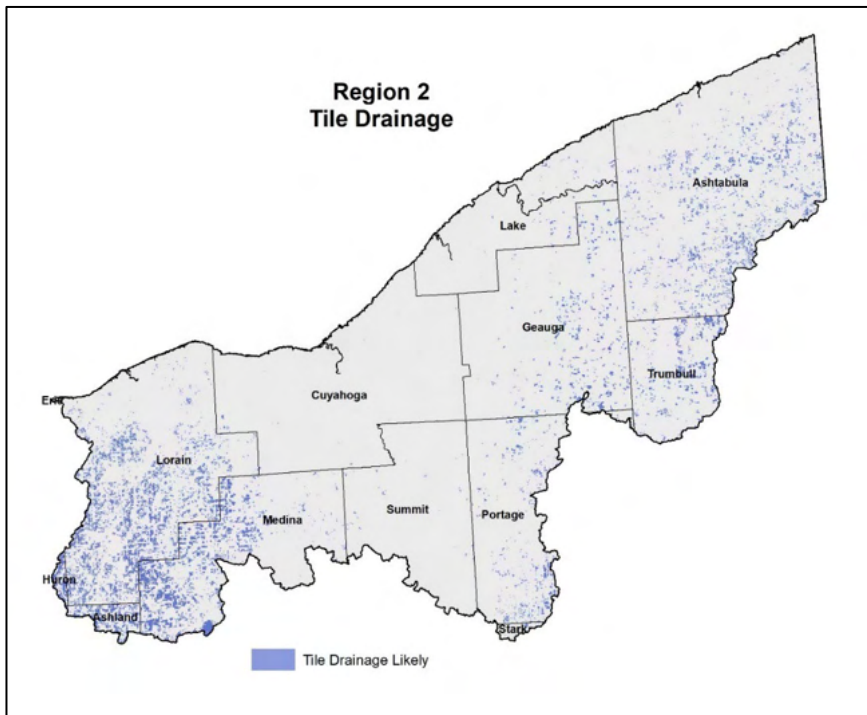 Region 2
Tile Drainage
Ashtabula
Lake
Geauga
Trumbull
Erie
Cuyahoga
Lorain
Medina
Summit
Portage
Huron
Ashland
Stark
Tile Drainage Likely